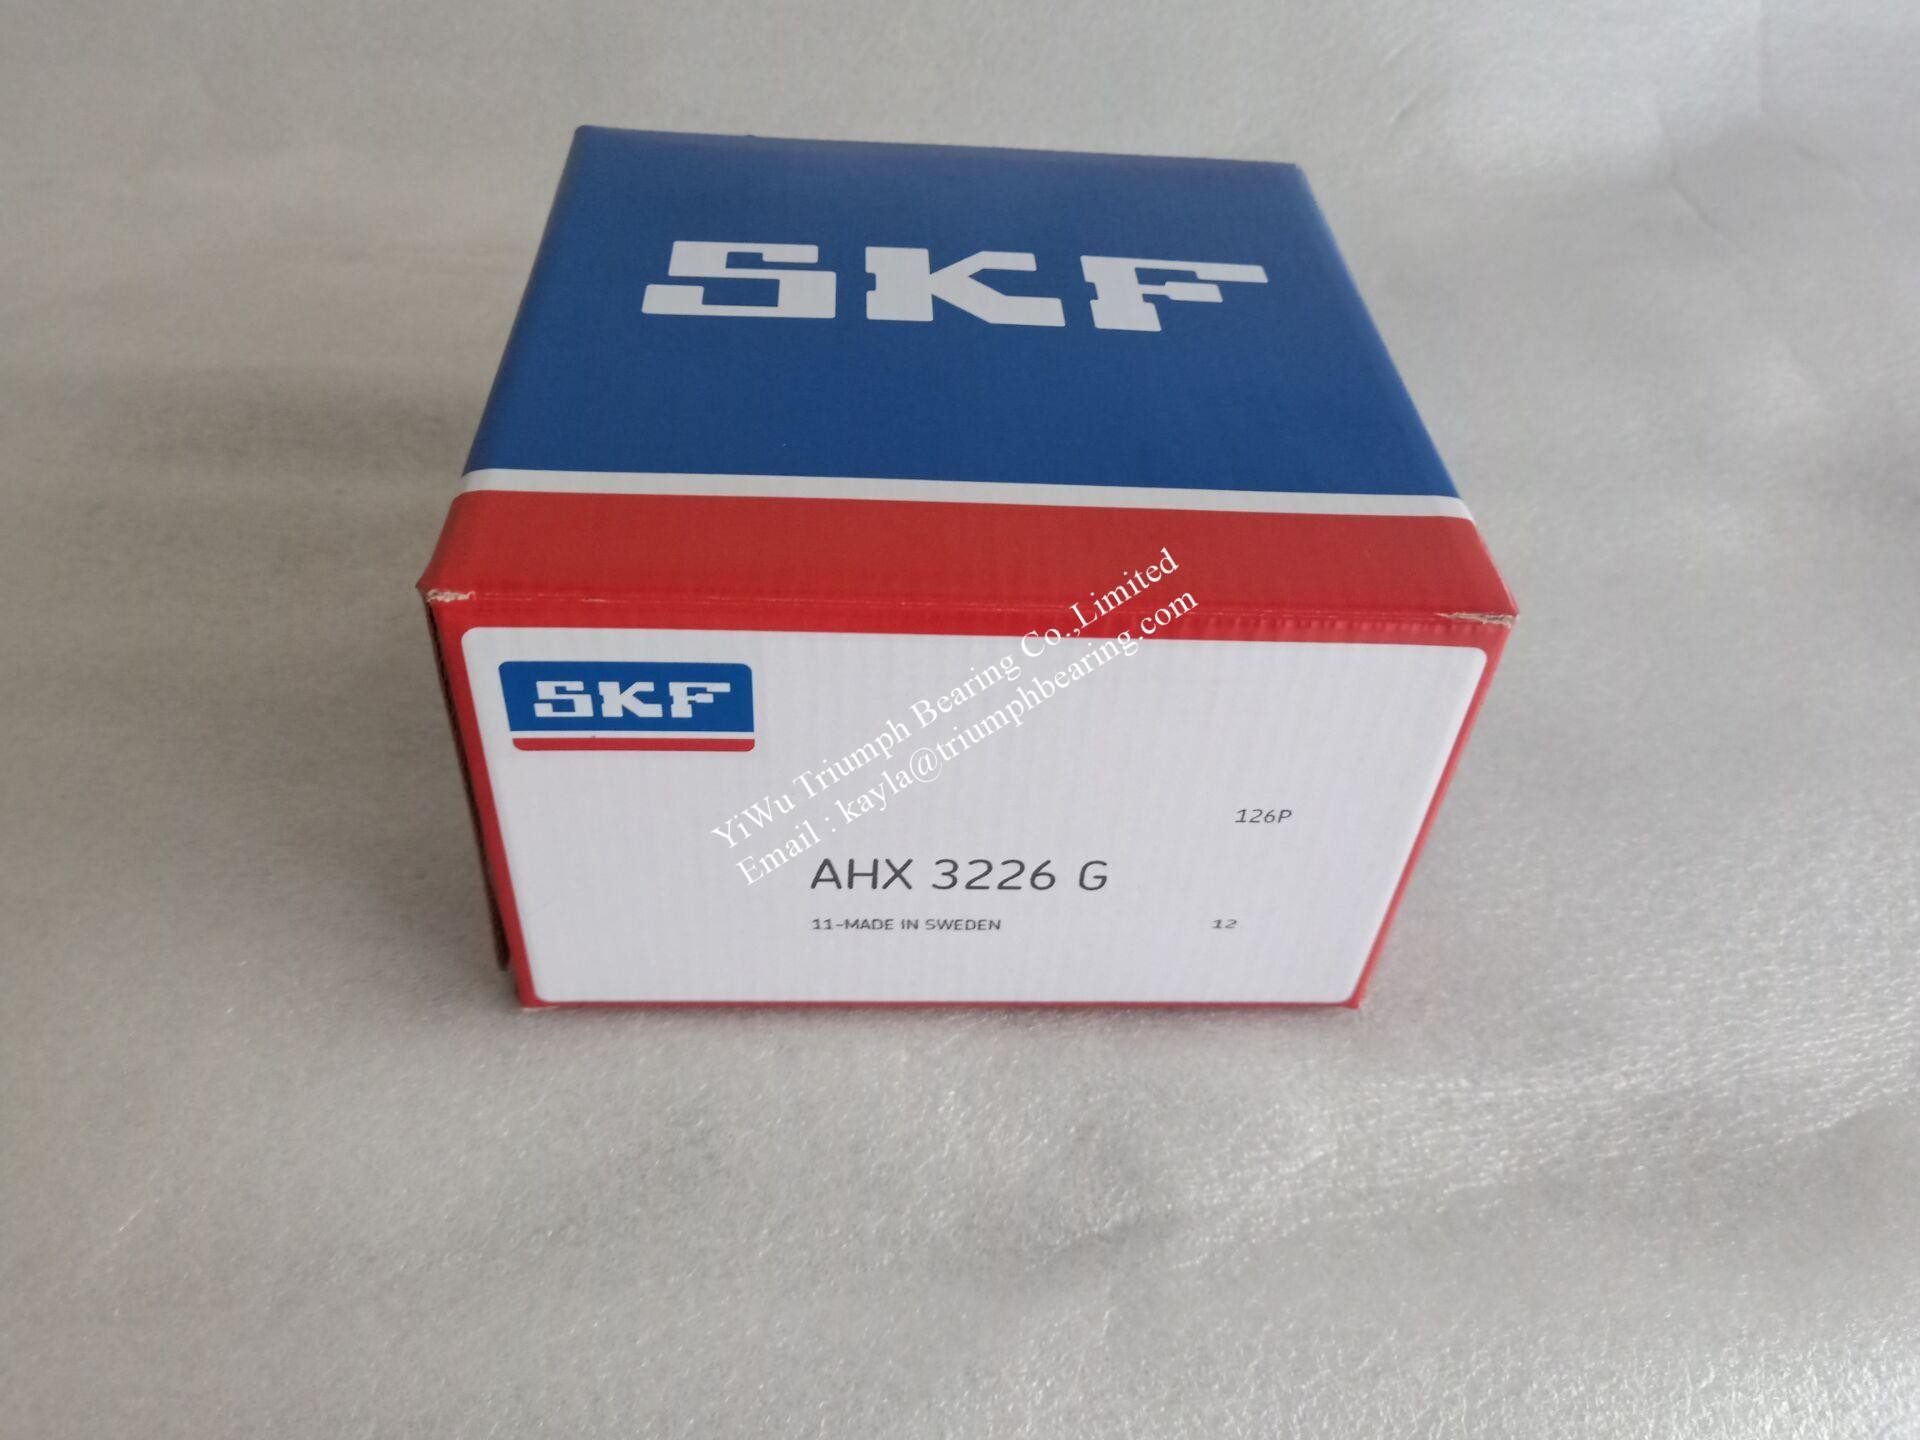 SKF
SKF
YiWu Triumph Bearing Co.,Limited
Email : kayla@triumphbearing.com
126P
AHX 3226 G
11-MADE IN SWEDEN
12